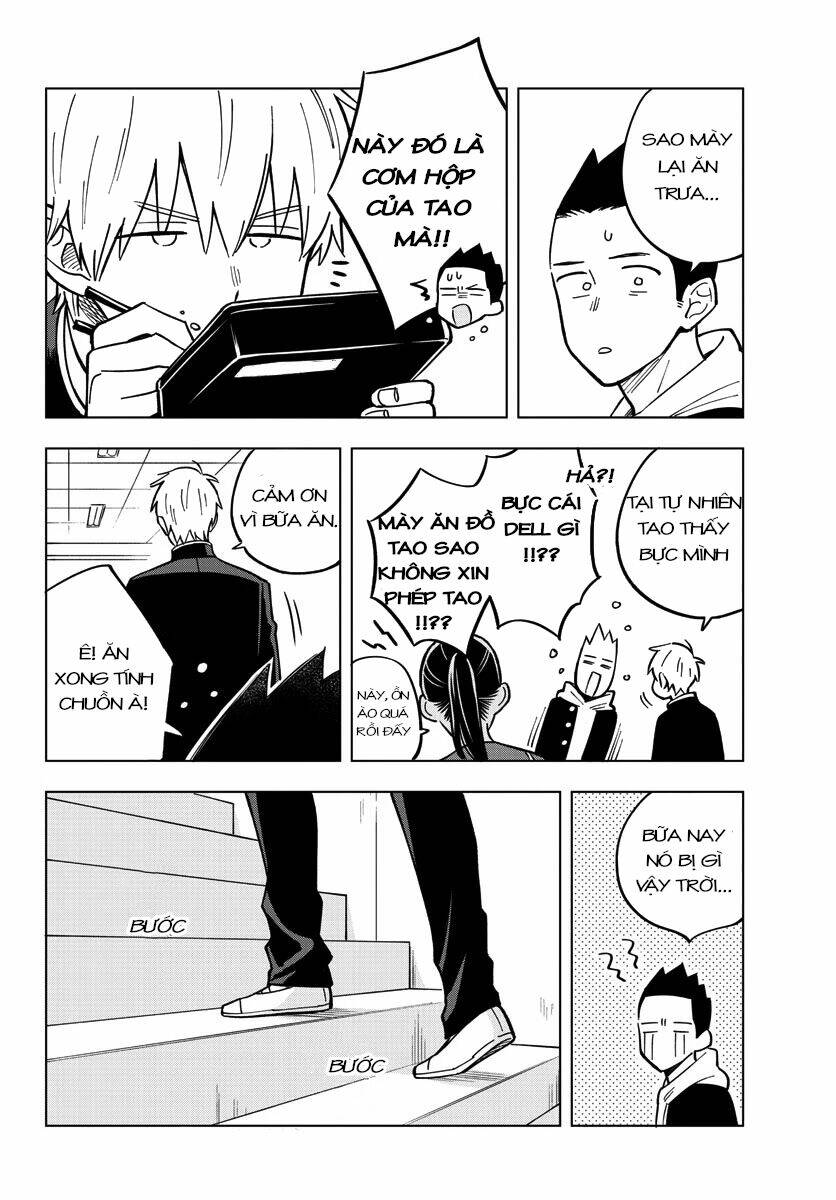 SAO MÀY
LẠI ĂN
TRƯA...
NÀY ĐÓ LÀ
CƠM HỘP
CỦA TAO
MÀ!!
TẠI TỰ NHIÊN
TAO THẤY
BỰC MÌNH
HẢ?!
BỰC CÁI
DELL GÌ
!!??
MÀY ĂN ĐỒ
TAO SAO
KHÔNG XIN
PHÉP TAO
!!??
NÀY, ỒN
ÀO QUÁ
RỒI ĐẤY
CẢM ƠN
VÌ BỮA ĂN.
Ê! ĂN
XONG TÍNH
CHUỒN À!
BỮA NAY
NÓ BỊ GÌ
VẬY TRỜI...
BƯỚC
BƯỚC